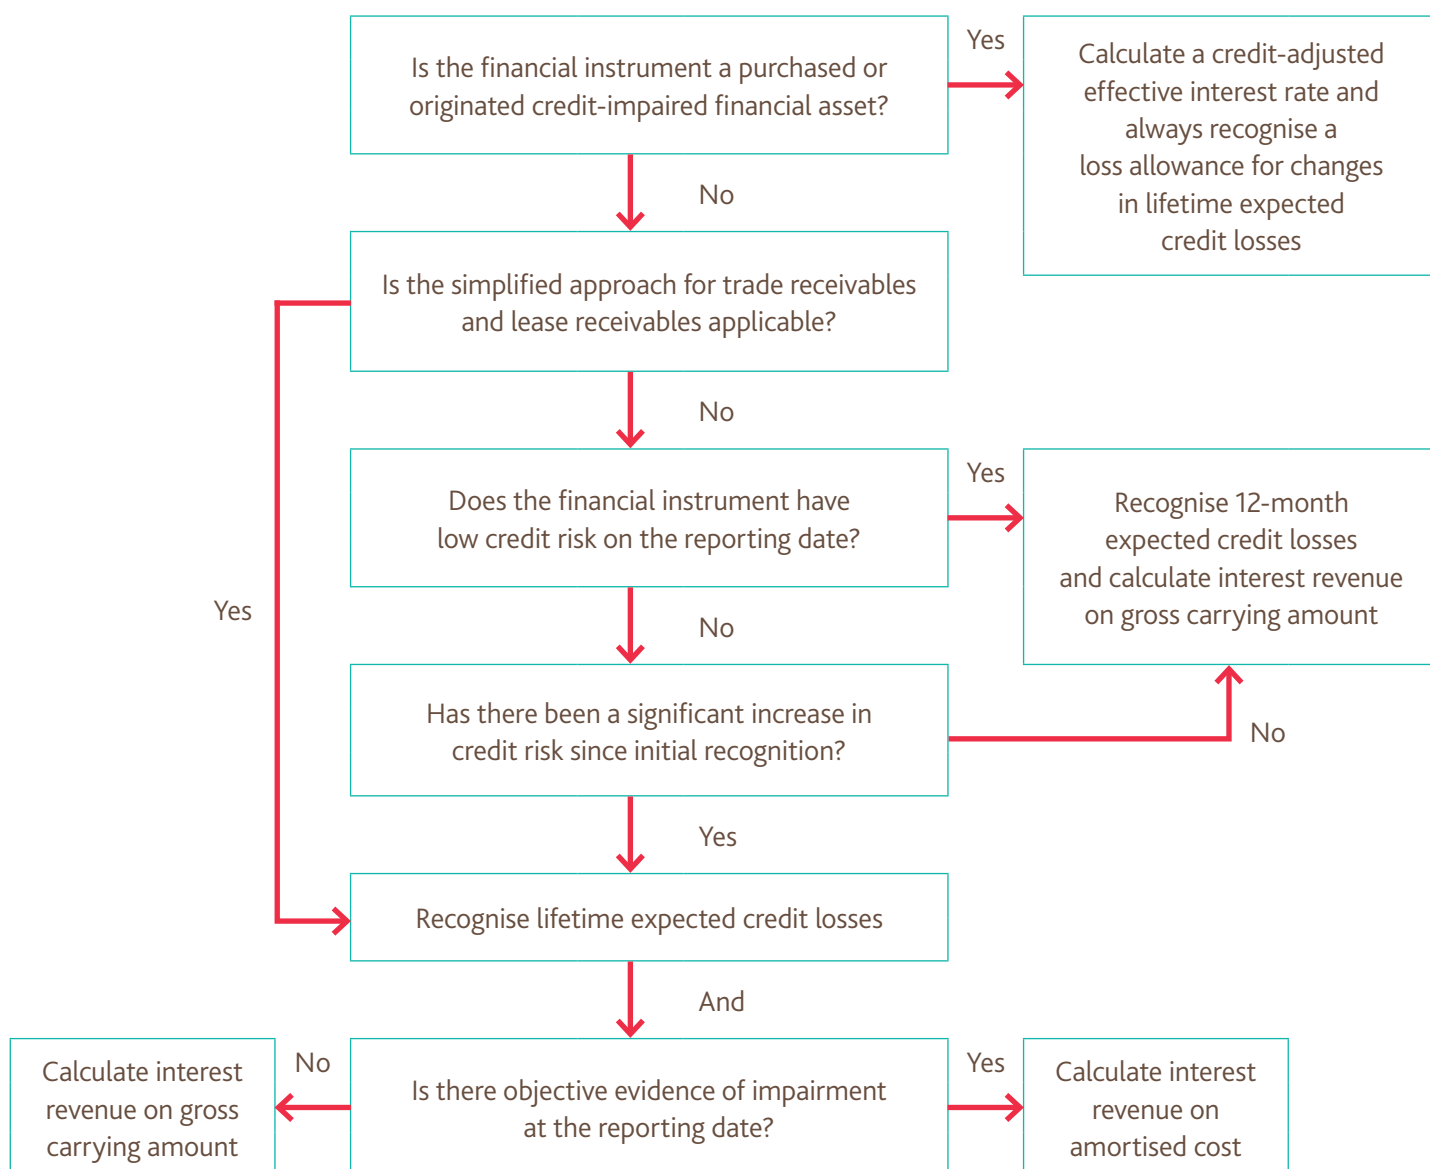 Is the financial instrument a purchased or
originated credit-impaired financial asset?
Yes
Calculate a credit-adjusted
effective interest rate and
always recognise a
loss allowance for changes
in lifetime expected
credit losses
No
Is the simplified approach for trade receivables
and lease receivables applicable?
No
Does the financial instrument have
low credit risk on the reporting date?
Yes
Recognise 12-month
expected credit losses
and calculate interest revenue
on gross carrying amount
Yes
No
Has there been a significant increase in
credit risk since initial recognition?
No
Yes
Recognise lifetime expected credit losses
And
Calculate interest
revenue on gross
carrying amount
No
Is there objective evidence of impairment
at the reporting date?
Yes
Calculate interest
revenue on
amortised cost